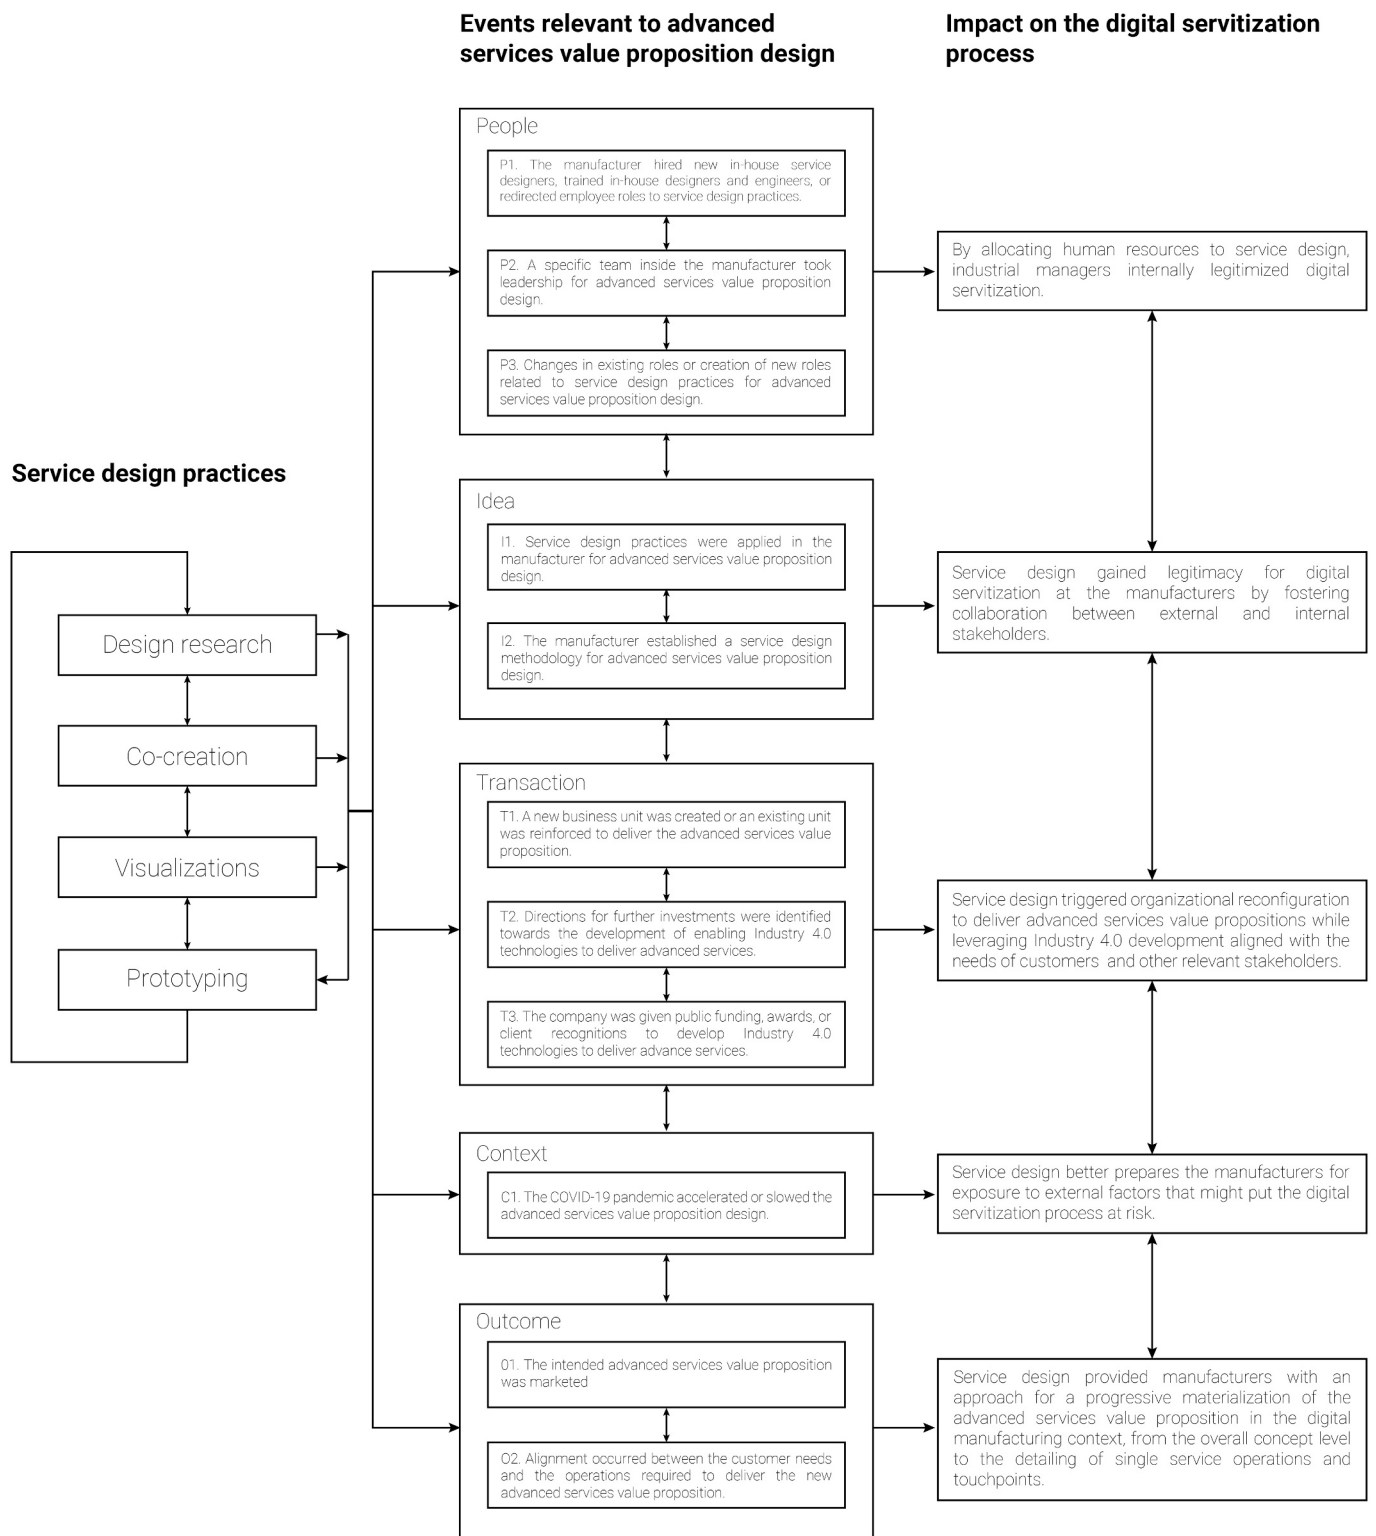 Events relevant to advanced
services value proposition design
Impact on the digital servitization
process
People
P1. The manufacturer hired new in-house service
designers, trained in-house designers and engineers, or
redirected employee roles to service design practices.
P2. A specific team inside the manufacturer took
leadership for advanced services value proposition
design.
P3. Changes in existing roles or creation of new roles
related to service design practices for advanced
services value proposition design.
By allocating human resources to service design,
industrial managers internally legitimized digital
servitization.
Service design practices
Design research
Co-creation
Visualizations
Prototyping
Idea
I1. Service design practices were applied in the
manufacturer for advanced services value proposition
design.
I2. The manufacturer established a service design
methodology for advanced services value proposition
design.
Service design gained legitimacy for digital
servitization at the manufacturers by fostering
collaboration between external and internal
stakeholders.
Transaction
T1. A new business unit was created or an existing unit
was reinforced to deliver the advanced services value
proposition.
T2. Directions for further investments were identified
towards the development of enabling Industry 4.0
technologies to deliver advanced services.
T3. The company was given public funding, awards, or
client recognitions to develop Industry 4.0
technologies to deliver advance services.
Service design triggered organizational reconfiguration
to deliver advanced services value propositions while
leveraging Industry 4.0 development aligned with the
needs of customers and other relevant stakeholders.
Context
C1. The COVID-19 pandemic accelerated or slowed the
advanced services value proposition design.
Service design better prepares the manufacturers for
exposure to external factors that might put the digital
servitization process at risk.
Outcome
01. The intended advanced services value proposition
was marketed
O2. Alignment occurred between the customer needs
and the operations required to deliver the new
advanced services value proposition.
Service design provided manufacturers with an
approach for a progressive materialization of the
advanced services value proposition in the digital
manufacturing context, from the overall concept level
to the detailing of single service operations and
touchpoints.